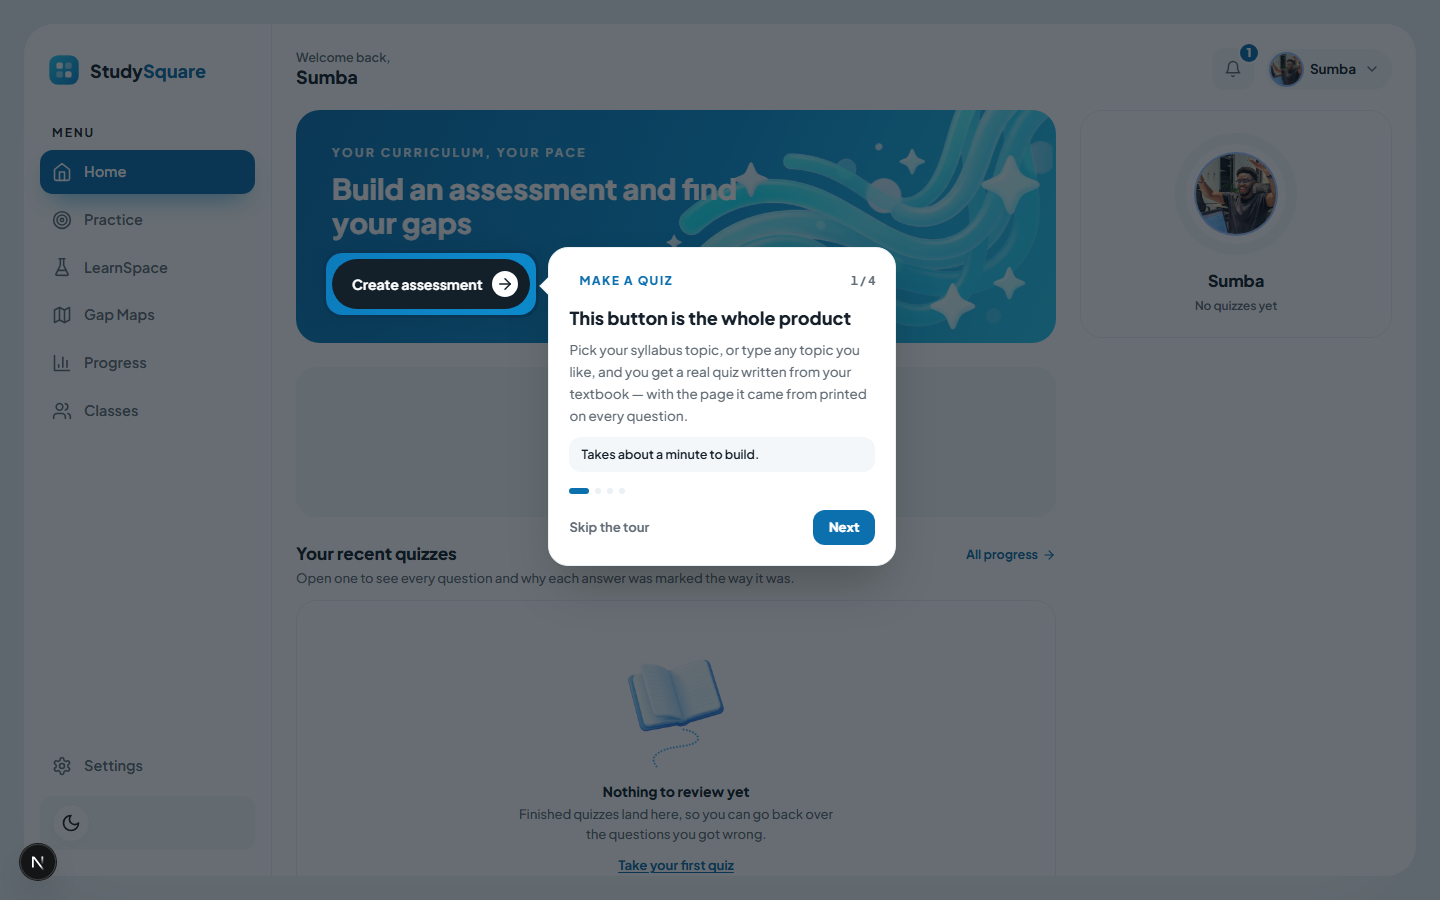 StudySquare
MENU
Home
Practice
LearnSpace
Gap Maps
Progress
Classes
Settings
N
Welcome back,
Sumba
1
Sumba
YOUR CURRICULUM, YOUR PACE
Build an assessment and find
your gaps
Create assessment
MAKE A QUIZ
1/4
This button is the whole product
Pick your syllabus topic, or type any topic you
like, and you get a real quiz written from your
textbook — with the page it came from printed
on every question.
Takes about a minute to build.
Skip the tour
Next
Sumba
No quizzes yet
Your recent quizzes
All progress
Open one to see every question and why each answer was marked the way it was.
Nothing to review yet
Finished quizzes land here, so you can go back over
the questions you got wrong.
Take your first quiz